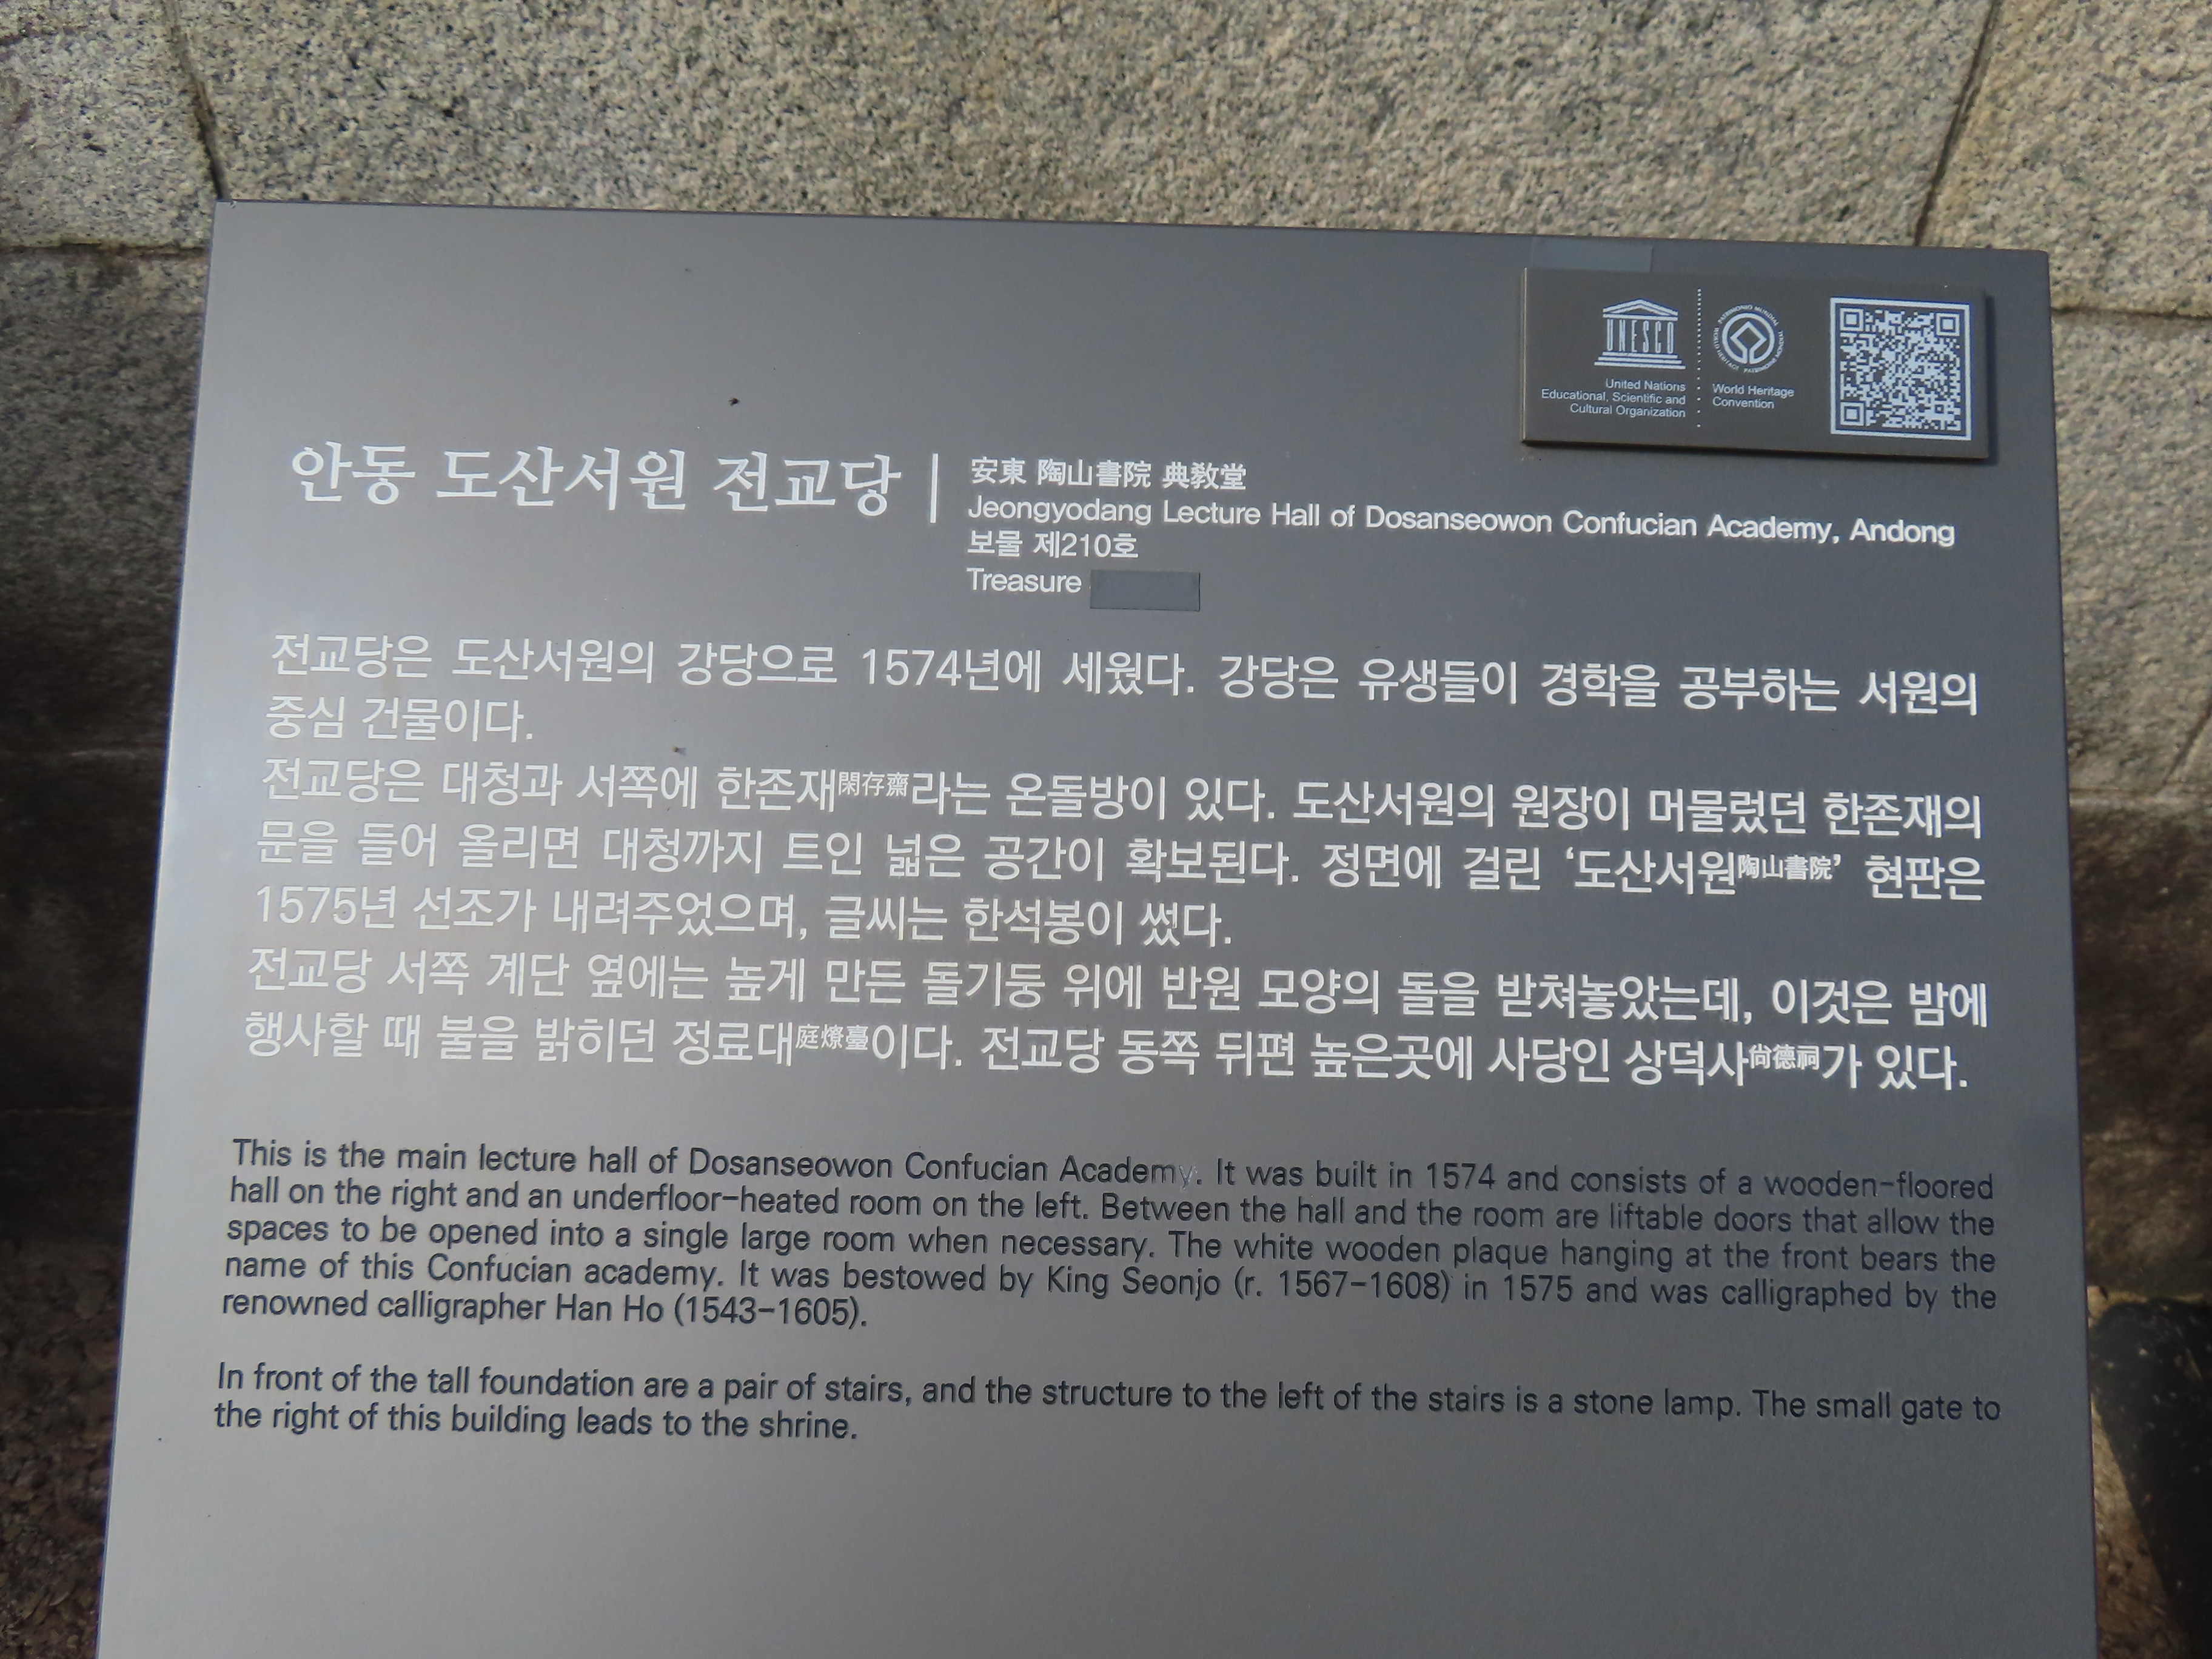 UNESCO
United Nations
Educational, Scientific and
Cultural Organization
World Heritage
Convention
안동 도산서원 전교당
安東 陶山書院 典敎堂
Jeongyodang Lecture Hall of Dosanseowon Confucian Academy, Andong
보물 제210호
Treasure
전교당은 도산서원의 강당으로 1574년에 세웠다. 강당은 유생들이 경학을 공부하는 서원의
중심 건물이다.
전교당은 대청과 서쪽에 한존재閑存齋라는 온돌방이 있다. 도산서원의 원장이 머물렀던 한존재의
문을 들어 올리면 대청까지 트인 넓은 공간이 확보된다. 정면에 걸린 ‘도산서원陶山書院’ 현판은
1575년 선조가 내려주었으며, 글씨는 한석봉이 썼다.
전교당 서쪽 계단 옆에는 높게 만든 돌기둥 위에 반원 모양의 돌을 받쳐놓았는데, 이것은 밤에
행사할 때 불을 밝히던 정료대庭燎臺이다. 전교당 동쪽 뒤편 높은곳에 사당인 상덕사尙德祠가 있다.
This is the main lecture hall of Dosanseowon Confucian Academy. It was built in 1574 and consists of a wooden-floored
hall on the right and an underfloor-heated room on the left. Between the hall and the room are liftable doors that allow the
spaces to be opened into a single large room when necessary. The white wooden plaque hanging at the front bears the
name of this Confucian academy. It was bestowed by King Seonjo (r. 1567-1608) in 1575 and was calligraphed by the
renowned calligrapher Han Ho (1543-1605).
In front of the tall foundation are a pair of stairs, and the structure to the left of the stairs is a stone lamp. The small gate to
the right of this building leads to the shrine.